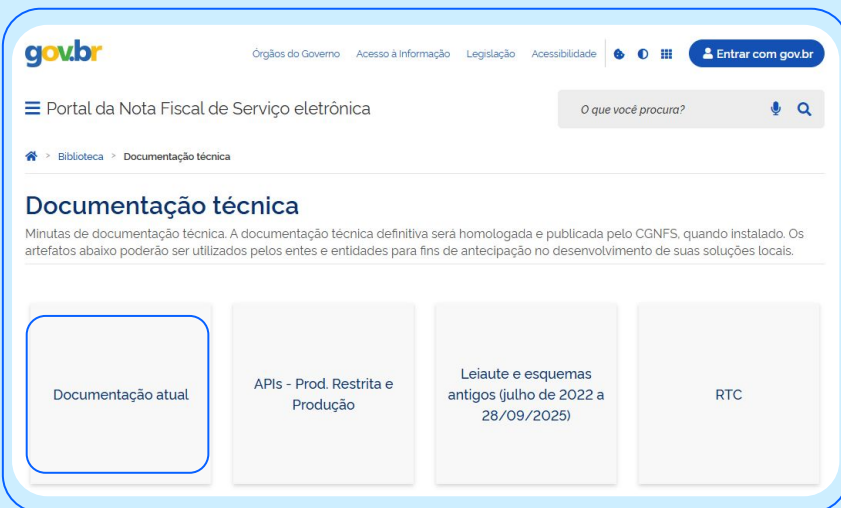 gov.br
Órgãos do Governo Acesso à Informação Legislação Acessibilidade Entrar com gov.br
Portal da Nota Fiscal de Serviço eletrônica
O que você procura?
> Biblioteca > Documentação técnica
Documentação técnica
Minutas de documentação técnica. A documentação técnica definitiva será homologada e publicada pelo CGNFS, quando instalado. Os
artefatos abaixo poderão ser utilizados pelos entes e entidades para fins de antecipação no desenvolvimento de suas soluções locais.
Documentação atual
APIs - Prod. Restrita e
Produção
Leiaute e esquemas
antigos (julho de 2022 a
28/09/2025)
RTC